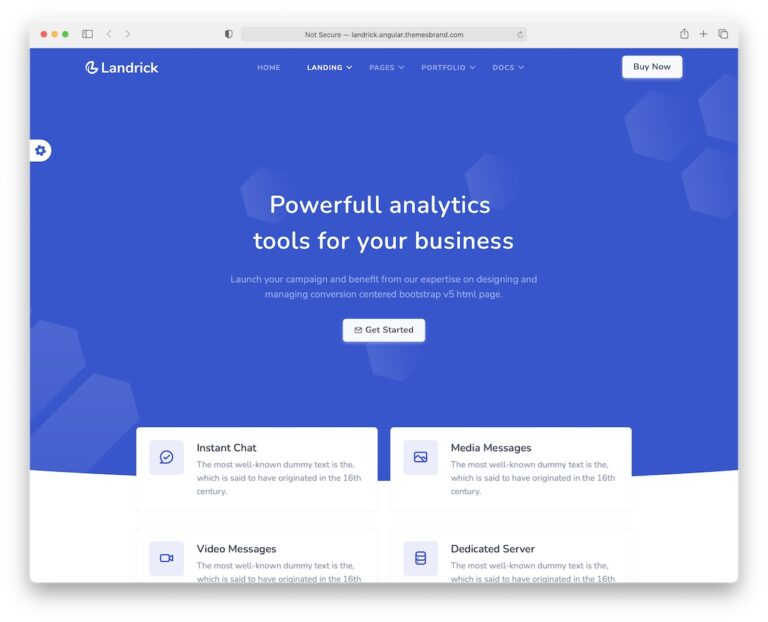 Not Secure — landrick.angular.themesbrand.com
Landrick
HOME
LANDING
PAGES
PORTFOLIO
DOCS
Buy Now
Powerfull analytics
tools for your business
Launch your campaign and benefit from our expertise on designing and
managing conversion centered bootstrap v5 html page.
Get Started
Instant Chat
The most well-known dummy text is the,
which is said to have originated in the 16th
century.
Media Messages
The most well-known dummy text is the,
which is said to have originated in the 16th
century.
Video Messages
The most well-known dummy text is the,
which is said to have originated in the 16th
Dedicated Server
The most well-known dummy text is the,
which is said to have originated in the 16th